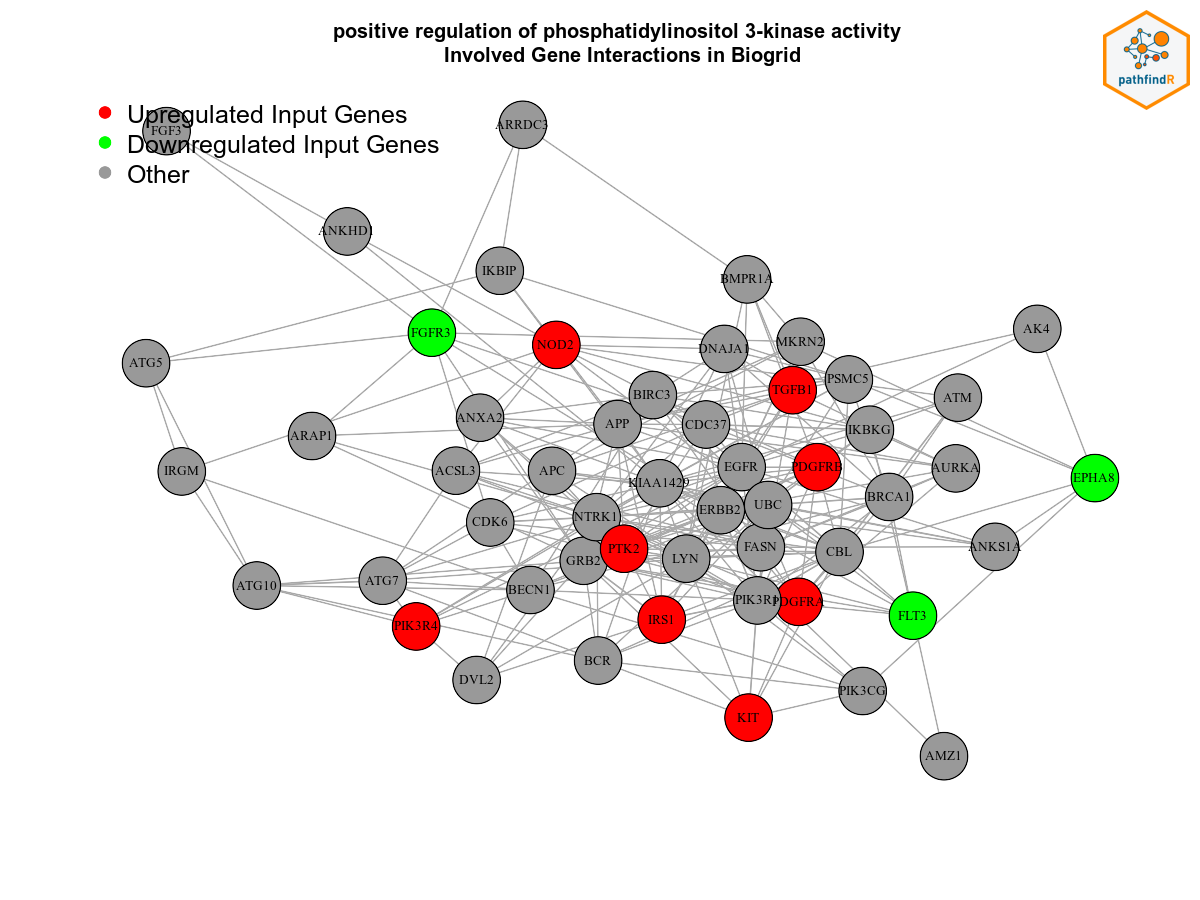 positive regulation of phosphatidylinositol 3-kinase activity
Involved Gene Interactions in Biogrid
pathfindR
Upregulated Input Genes
Downregulated Input Genes
Other
FGF3
ARRDC3
ANKHD1
IKBIP
BMPR1A
AK4
FGFR3
NOD2
DNAJA1
MKRN2
ATG5
PSMC5
TGFB1
BIRC3
ATM
ANXA2
APP
CDC37
IKBKG
ARAP1
IRGM
ACSL3
APC
EGFR
PDGFRB
AURKA
EPHA8
KIAA1429
BRCA1
UBC
ERBB2
NTRK1
CDK6
PTK2
FASN
CBL
ANKS1A
GRB2
LYN
ATG10
ATG7
BECN1
PDGFRA
FLT3
IRS1
PIK3R4
BCR
DVL2
PIK3CG
KIT
AMZ1